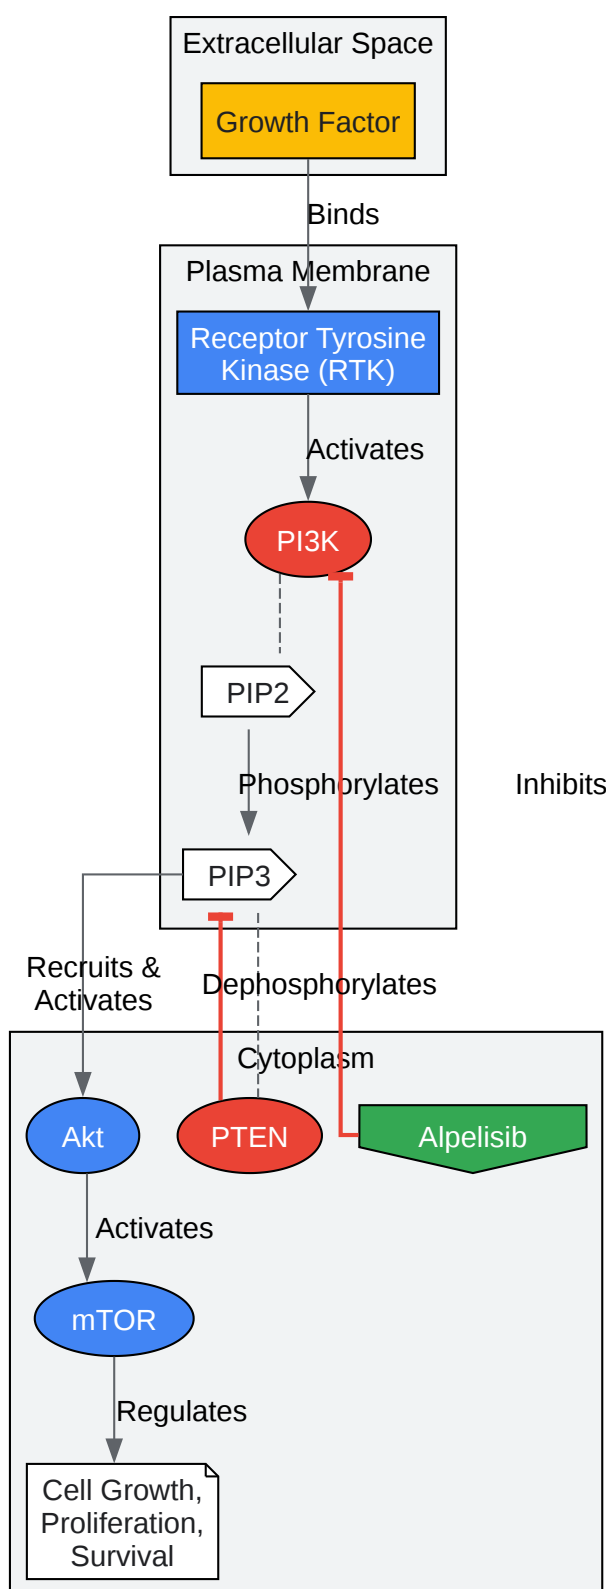 Extracellular Space
Growth Factor
Binds
Plasma Membrane
Receptor Tyrosine
Kinase (RTK)
Activates
PI3K
PIP2
Phosphorylates
Inhibits
PIP3
Recruits &
Activates
Dephosphorylates
Cytoplasm
Akt
PTEN
Alpelisib
Activates
mTOR
Regulates
Cell Growth,
Proliferation,
Survival